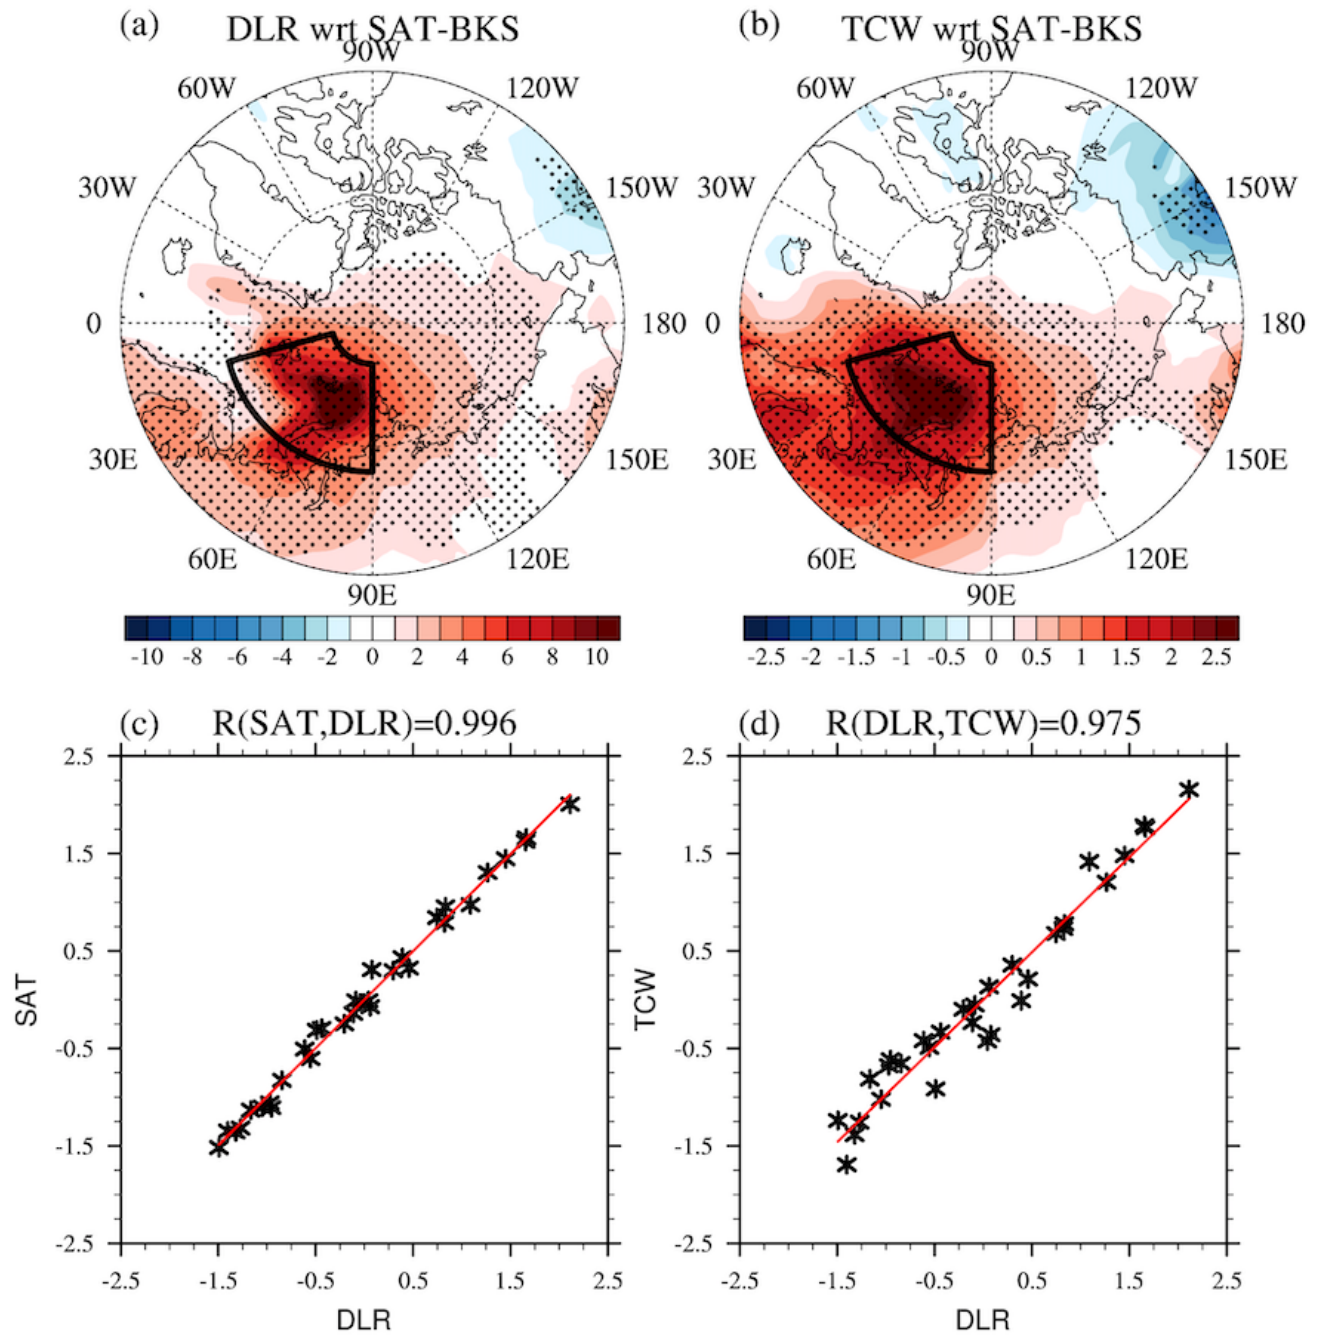 (a) DLR wrt SAT-BKS
(b) TCW wrt SAT-BKS
90W
60W
120W
30W
150W
0
180
30E
150E
60E
120E
90E
-10 -8 -6 -4 -2 0 2 4 6 8 10
90W
60W
120W
30W
150W
0
180
30E
150E
60E
120E
90E
-2.5 -2 -1.5 -1 -0.5 0 0.5 1 1.5 2 2.5
(c) R(SAT,DLR)=0.996
2.5
1.5
0.5
-0.5
-1.5
-2.5
SAT
-2.5 -1.5 -0.5 0.5 1.5 2.5
DLR
(d) R(DLR,TCW)=0.975
2.5
1.5
0.5
-0.5
-1.5
-2.5
TCW
-2.5 -1.5 -0.5 0.5 1.5 2.5
DLR